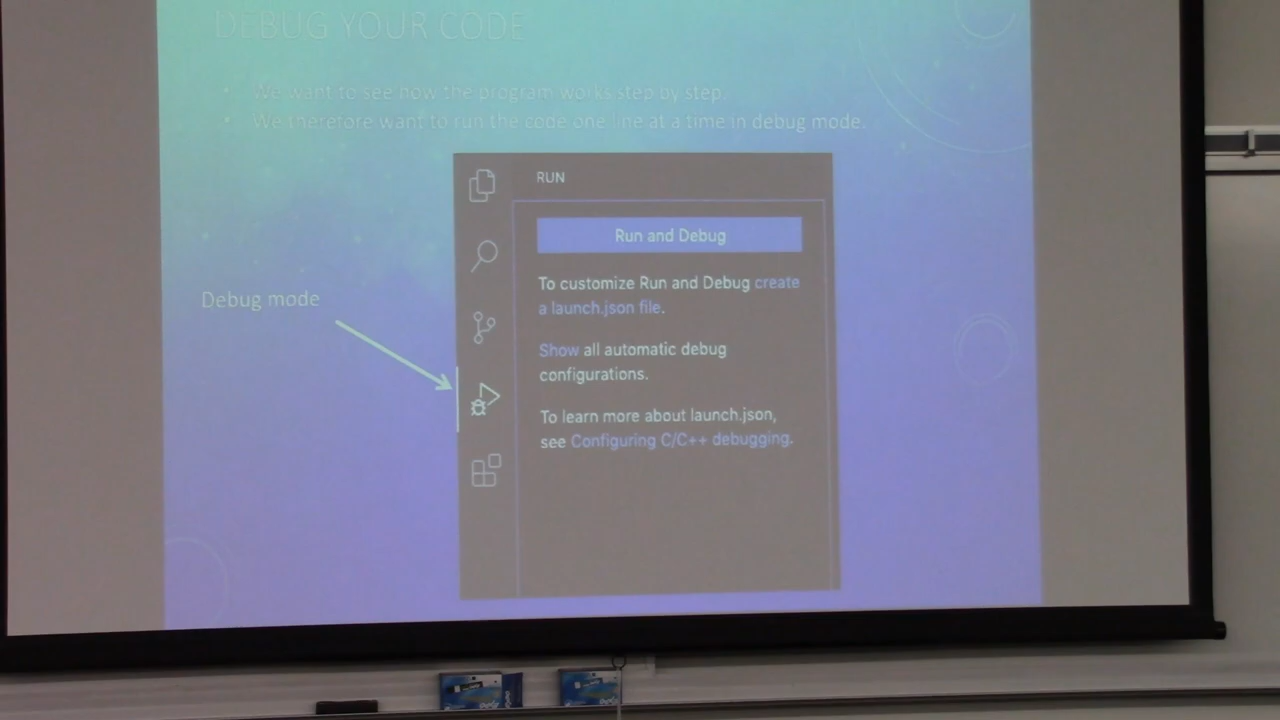 DEBUG YOUR CODE
• We want to see how the program works step by step.
• We therefore want to run the code one line at a time in debug mode.
RUN
Run and Debug
To customize Run and Debug create
a launch.json file.
Debug mode
Show all automatic debug
configurations.
To learn more about launch.json,
see Configuring C/C++ debugging.